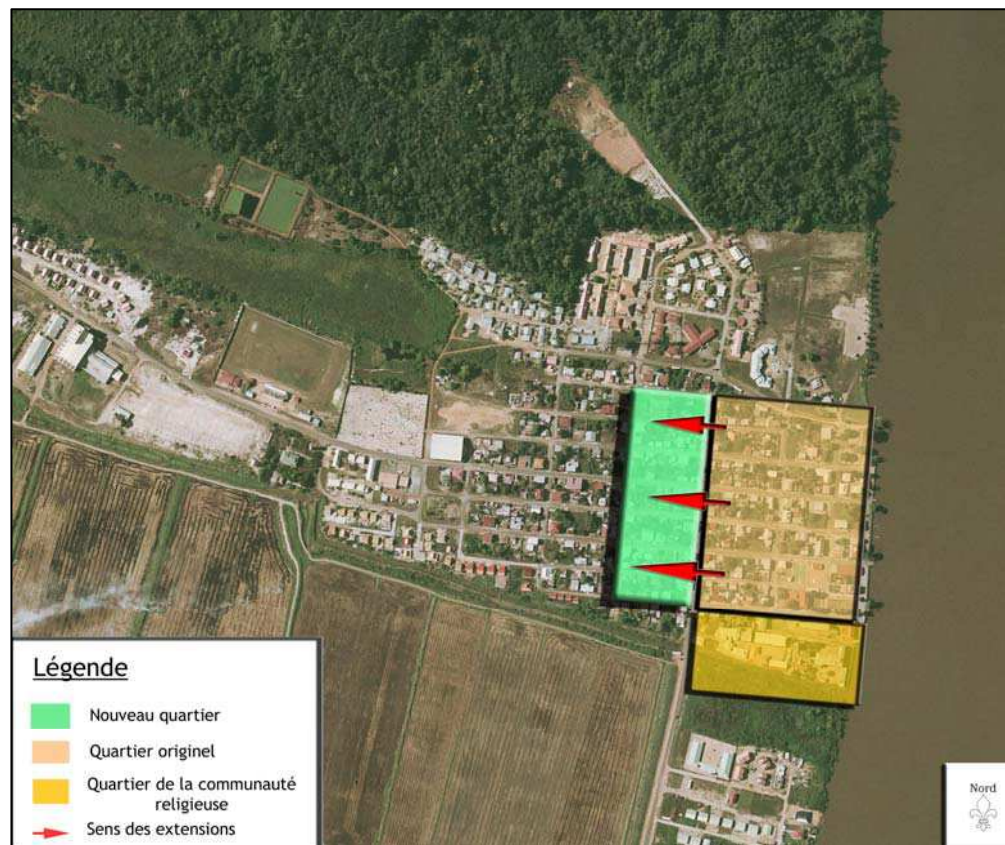 Légende
Nouveau quartier
Quartier originel
Quartier de la communauté
religieuse
Sens des extensions
Nord